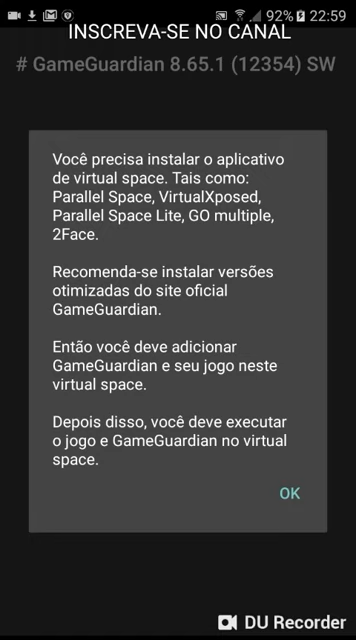 92% 22:59
INSCREVA-SE NO CANAL
# GameGuardian 8.65.1 (12354) SW
Você precisa instalar o aplicativo
de virtual space. Tais como:
Parallel Space, VirtualXposed,
Parallel Space Lite, GO multiple,
2Face.
Recomenda-se instalar versões
otimizadas do site oficial
GameGuardian.
Então você deve adicionar
GameGuardian e seu jogo neste
virtual space.
Depois disso, você deve executar
o jogo e GameGuardian no virtual
space.
OK
DU Recorder